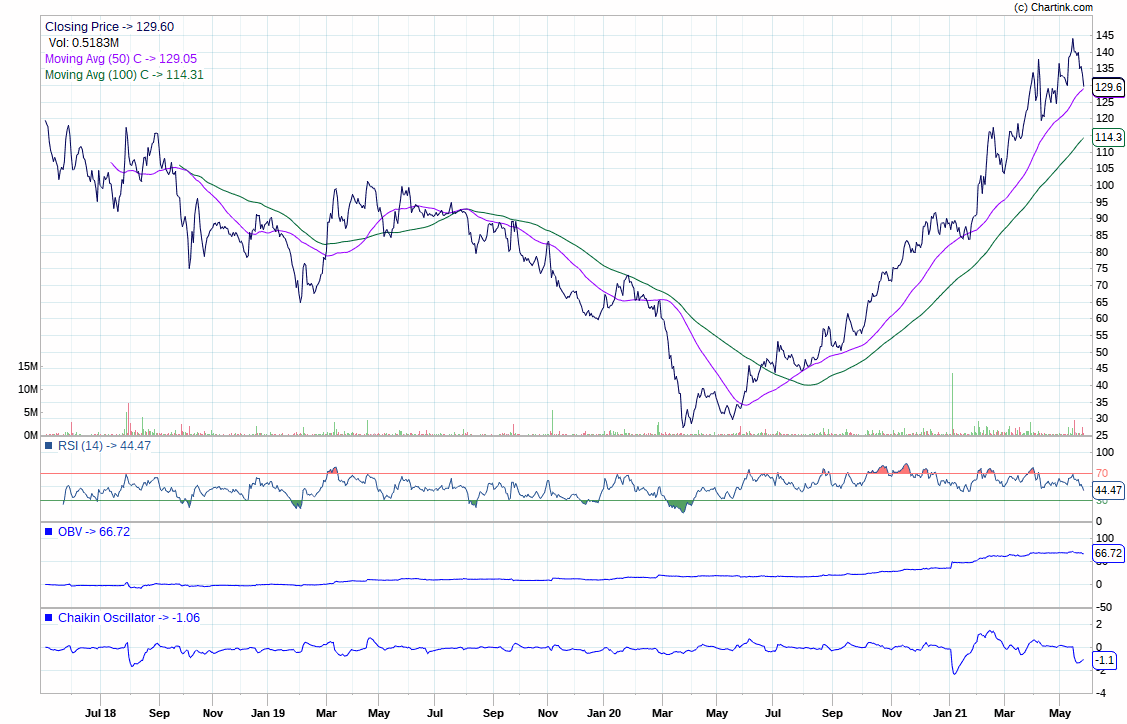 (c) Chartink.com
Closing Price -> 129.60
Vol: 0.5183M
Moving Avg (50) C -> 129.05
Moving Avg (100) C -> 114.31
145
140
135
129.6
125
120
114.3
110
105
100
95
90
85
80
75
70
65
60
55
50
45
40
35
30
25
15M
10M
5M
0M
RSI (14) -> 44.47
100
70
44.47
0
OBV -> 66.72
100
66.72
0
-50
Chaikin Oscillator -> -1.06
2
0
-1.1
-4
Jul 18 Sep Nov Jan 19 Mar May Jul Sep Nov Jan 20 Mar May Jul Sep Nov Jan 21 Mar May